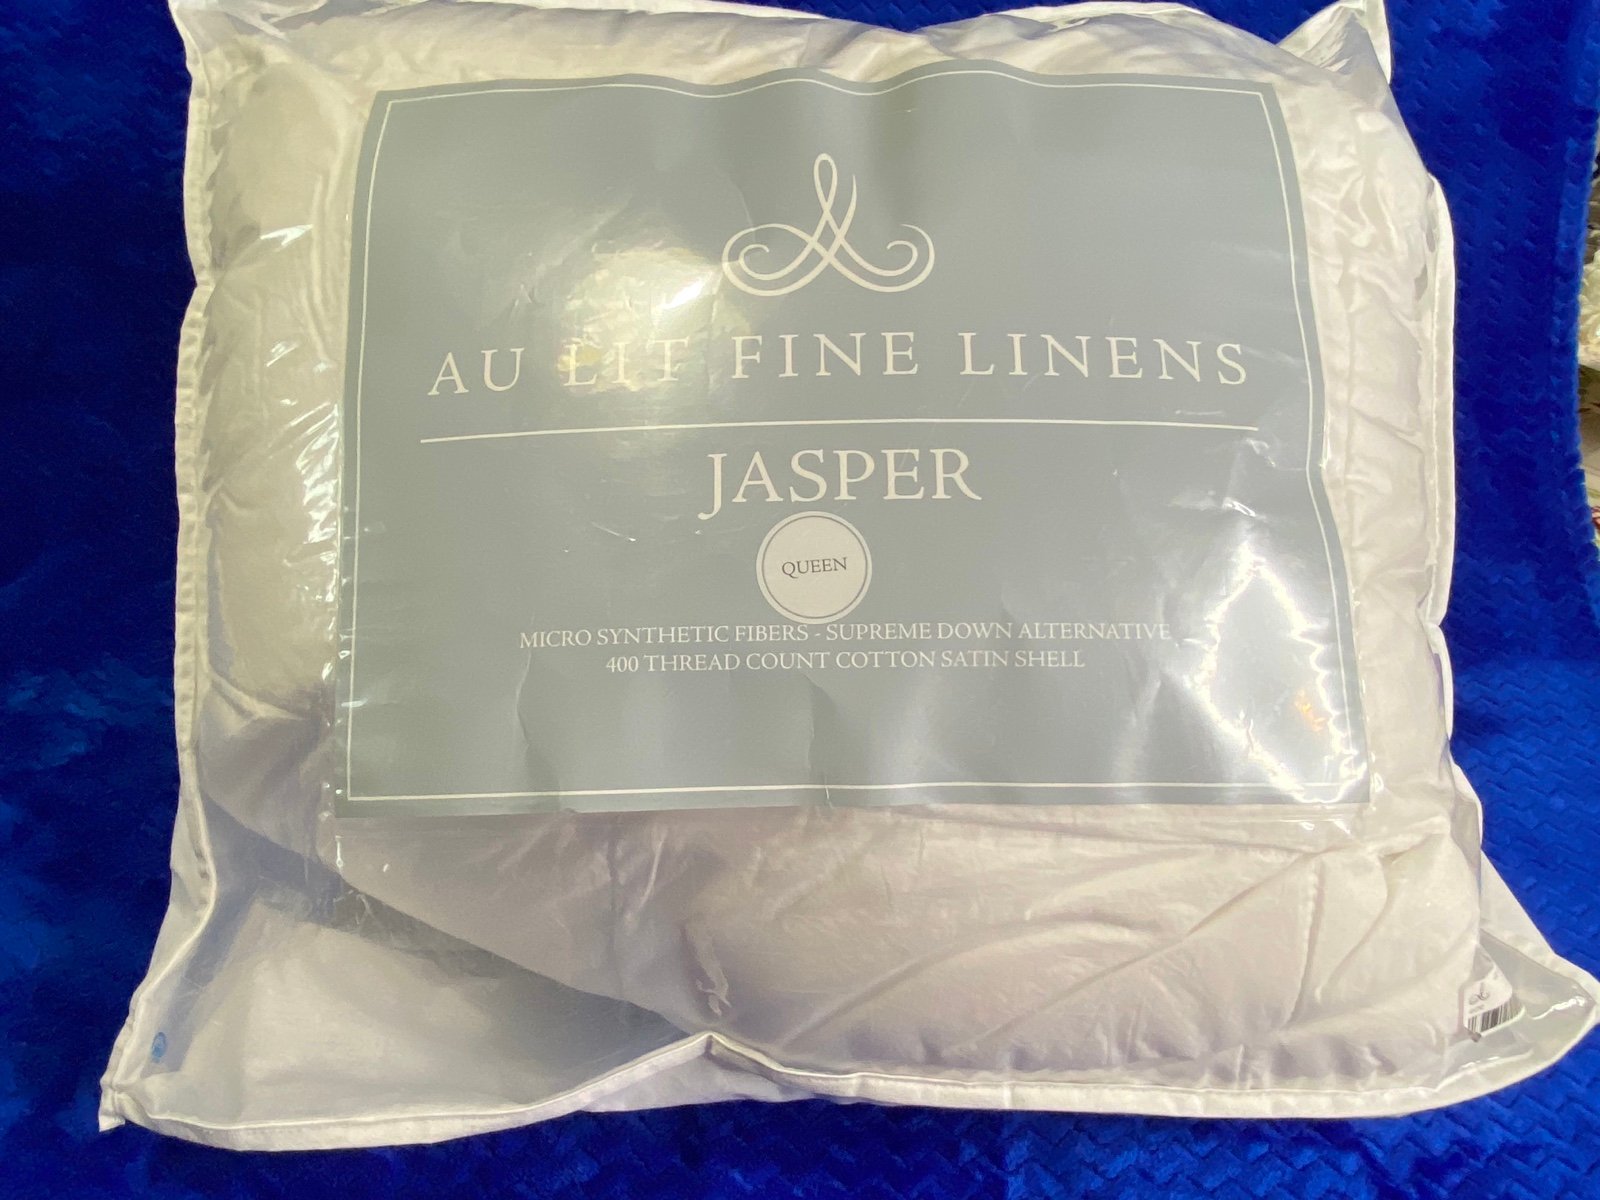 AU LIT FINE LINENS
JASPER
QUEEN
MICRO SYNTHETIC FIBERS - SUPREME DOWN ALTERNATIVE
400 THREAD COUNT COTTON SATIN SHELL